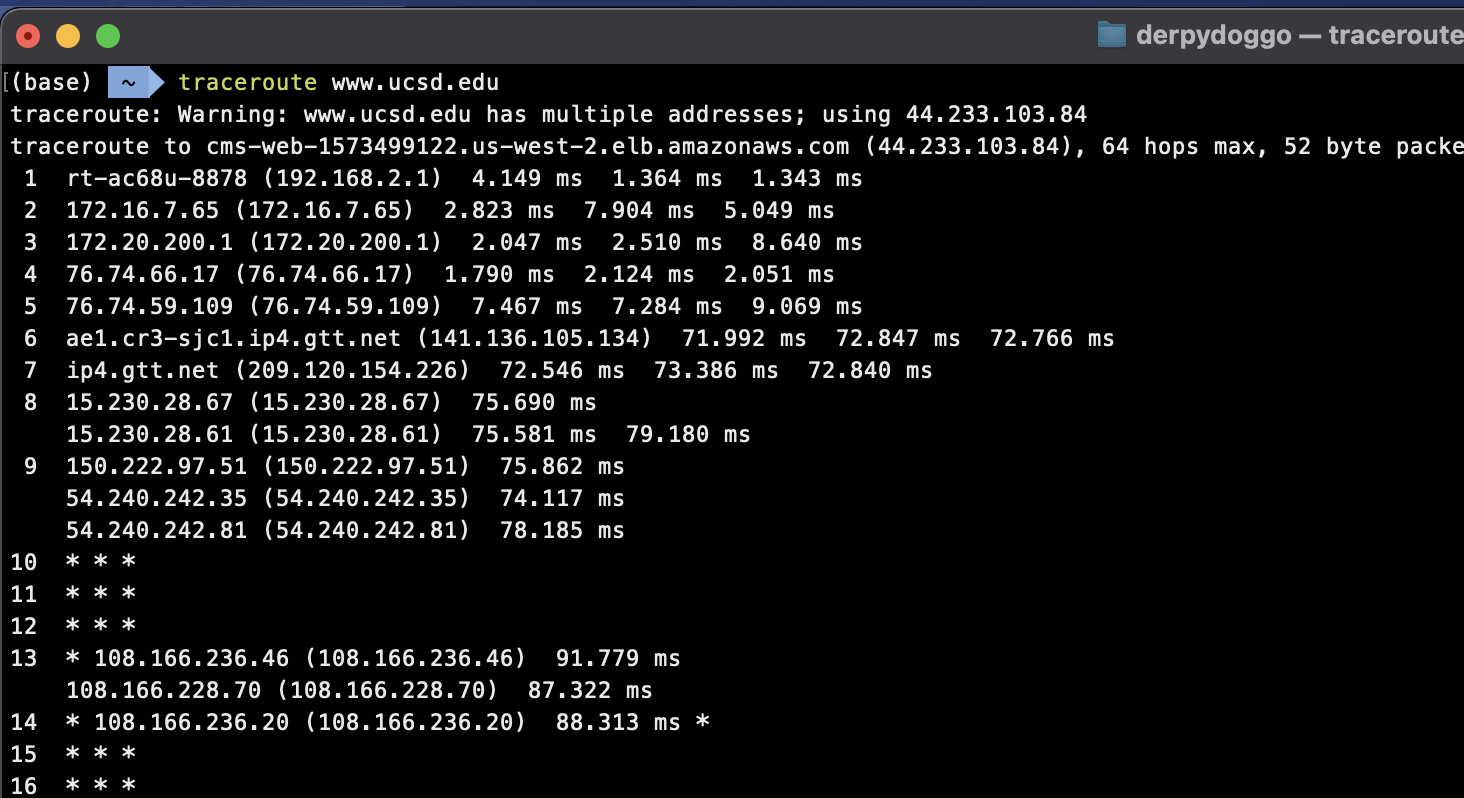 derpydoggo — traceroute
(base) ~ traceroute www.ucsd.edu
traceroute: Warning: www.ucsd.edu has multiple addresses; using 44.233.103.84
traceroute to cms-web-1573499122.us-west-2.elb.amazonaws.com (44.233.103.84), 64 hops max, 52 byte packe
1 rt-ac68u-8878 (192.168.2.1) 4.149 ms 1.364 ms 1.343 ms
2 172.16.7.65 (172.16.7.65) 2.823 ms 7.904 ms 5.049 ms
3 172.20.200.1 (172.20.200.1) 2.047 ms 2.510 ms 8.640 ms
4 76.74.66.17 (76.74.66.17) 1.790 ms 2.124 ms 2.051 ms
5 76.74.59.109 (76.74.59.109) 7.467 ms 7.284 ms 9.069 ms
6 ae1.cr3-sjc1.ip4.gtt.net (141.136.105.134) 71.992 ms 72.847 ms 72.766 ms
7 ip4.gtt.net (209.120.154.226) 72.546 ms 73.386 ms 72.840 ms
8 15.230.28.67 (15.230.28.67) 75.690 ms
15.230.28.61 (15.230.28.61) 75.581 ms 79.180 ms
9 150.222.97.51 (150.222.97.51) 75.862 ms
54.240.242.35 (54.240.242.35) 74.117 ms
54.240.242.81 (54.240.242.81) 78.185 ms
10 * * *
11 * * *
12 * * *
13 * 108.166.236.46 (108.166.236.46) 91.779 ms
108.166.228.70 (108.166.228.70) 87.322 ms
14 * 108.166.236.20 (108.166.236.20) 88.313 ms *
15 * * *
16 * * *